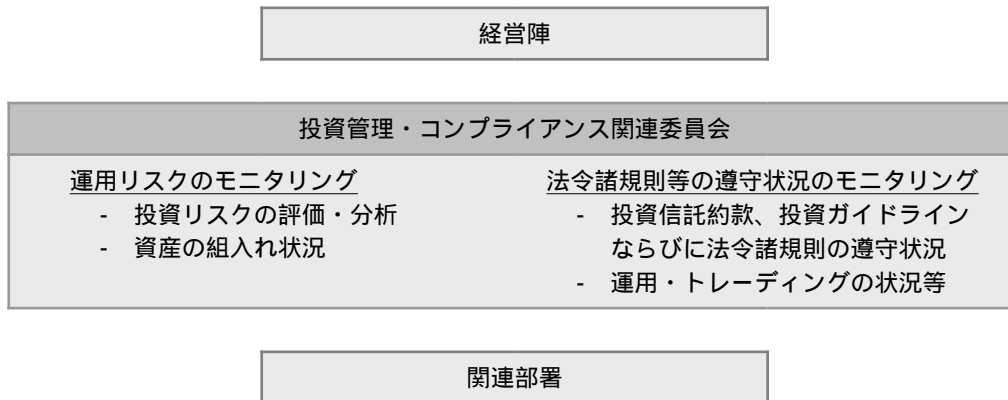 経営陣
投資管理・コンプライアンス関連委員会
運用リスクのモニタリング
- 投資リスクの評価・分析
- 資産の組入れ状況
法令諸規則等の遵守状況のモニタリング
- 投資信託約款、投資ガイドライン
ならびに法令諸規則の遵守状況
- 運用・トレーディングの状況等
関連部署